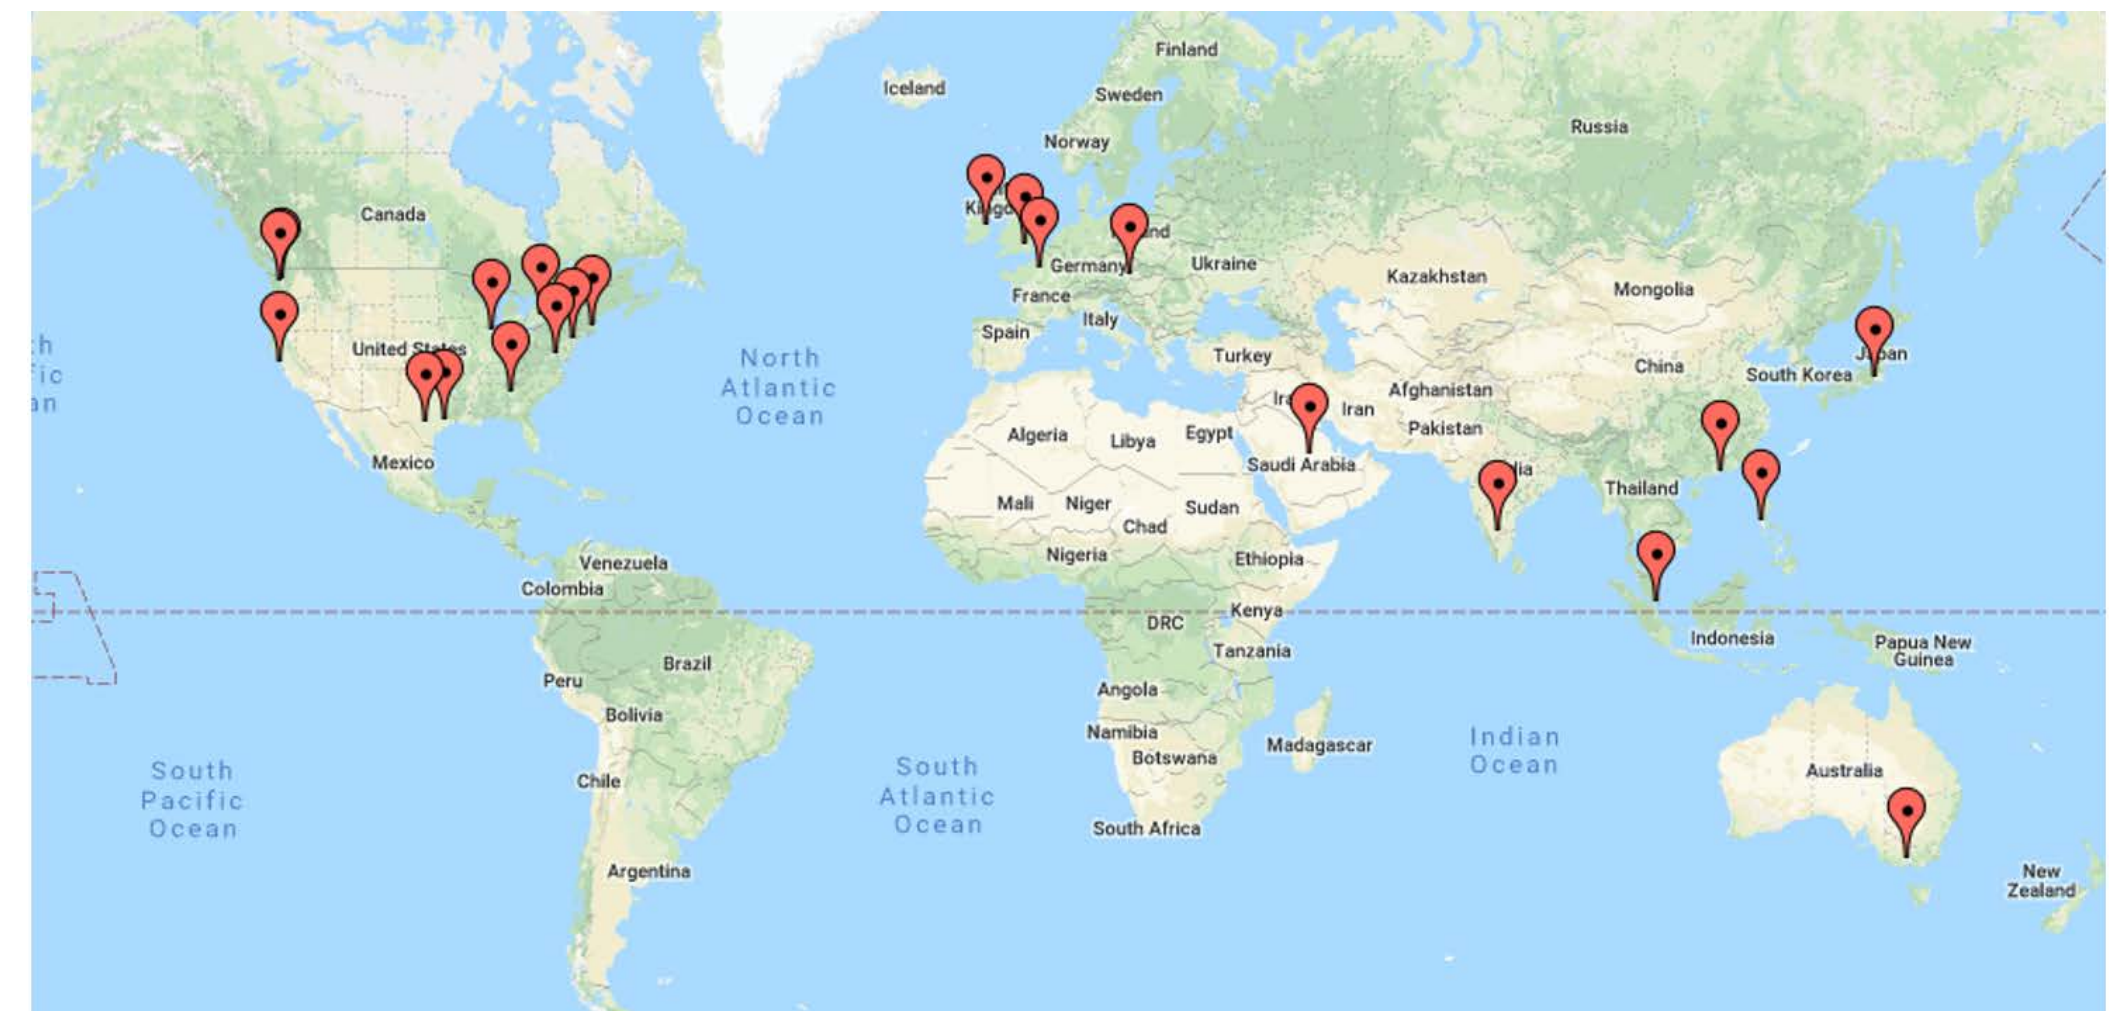 Finland
Iceland
Sweden
Russia
Norway
Canada
Ukraine
Germany
Kazakhstan
Mongolia
France
Italy
Spain
United States
Turkey
China
Japan
South Korea
North
Atlantic
Ocean
Afghanistan
Iran
Pakistan
Algeria
Libya
Egypt
Saudi Arabia
Mexico
Thailand
Mali
Niger
Sudan
Chad
Nigeria
Ethiopia
Venezuela
Colombia
Kenya
DRC
Indonesia
Papua New
Guinea
Tanzania
Brazil
Peru
Angola
Bolivia
Namibia
Botswana
Madagascar
Indian
Ocean
Australia
South
Pacific
Ocean
South
Atlantic
Ocean
Chile
South Africa
Argentina
New
Zealand